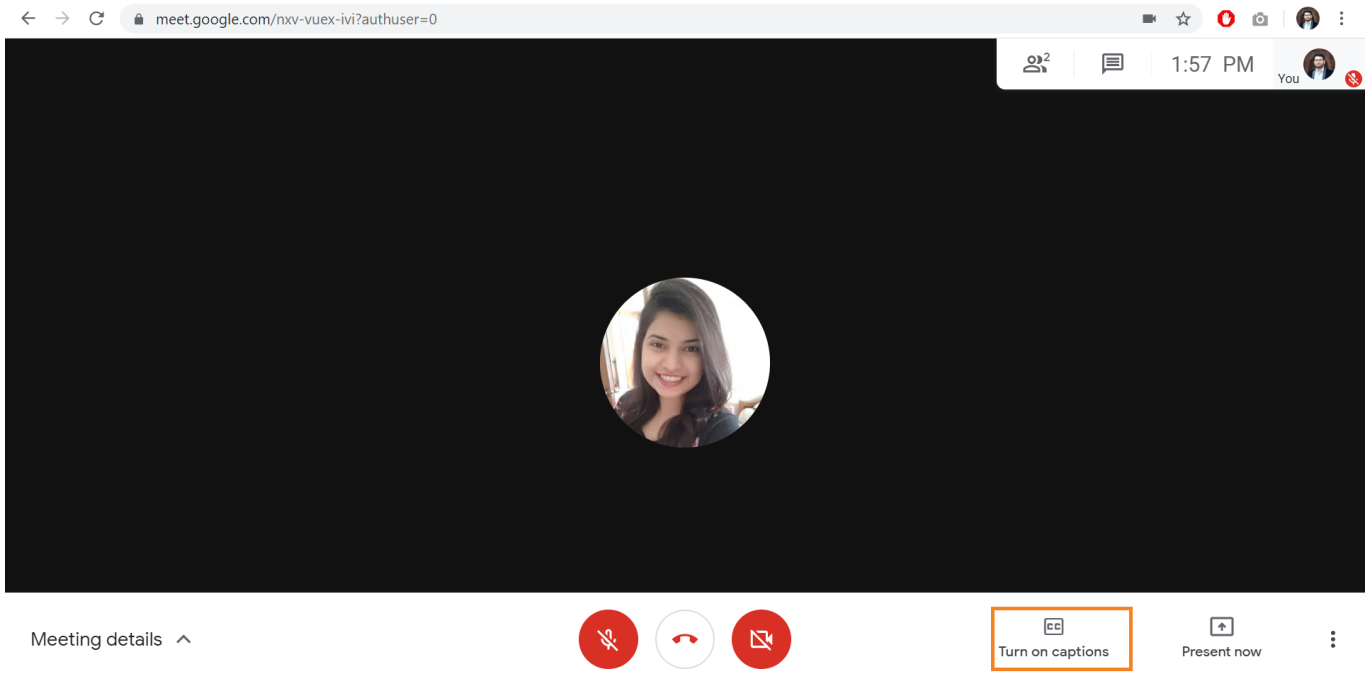 meet.google.com/nxv-vuex-ivi?authuser=0
2
1:57 PM
You
Meeting details
CC
Turn on captions
Present now